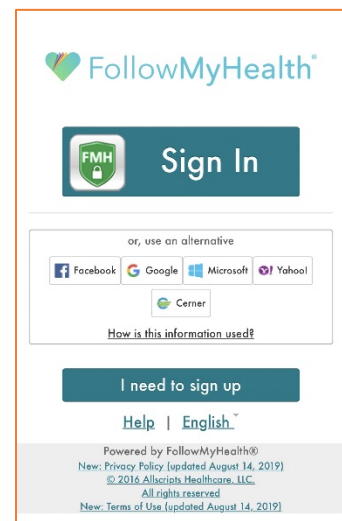 FollowMyHealth®
FMH
Sign In
or, use an alternative
Facebook Google Microsoft Yahoo!
Cerner
How is this information used?
I need to sign up
Help | English
Powered by FollowMyHealth®
New: Privacy Policy (updated August 14, 2019)
© 2016 Allscripts Healthcare, LLC.
All rights reserved
New: Terms of Use (updated August 14, 2019)